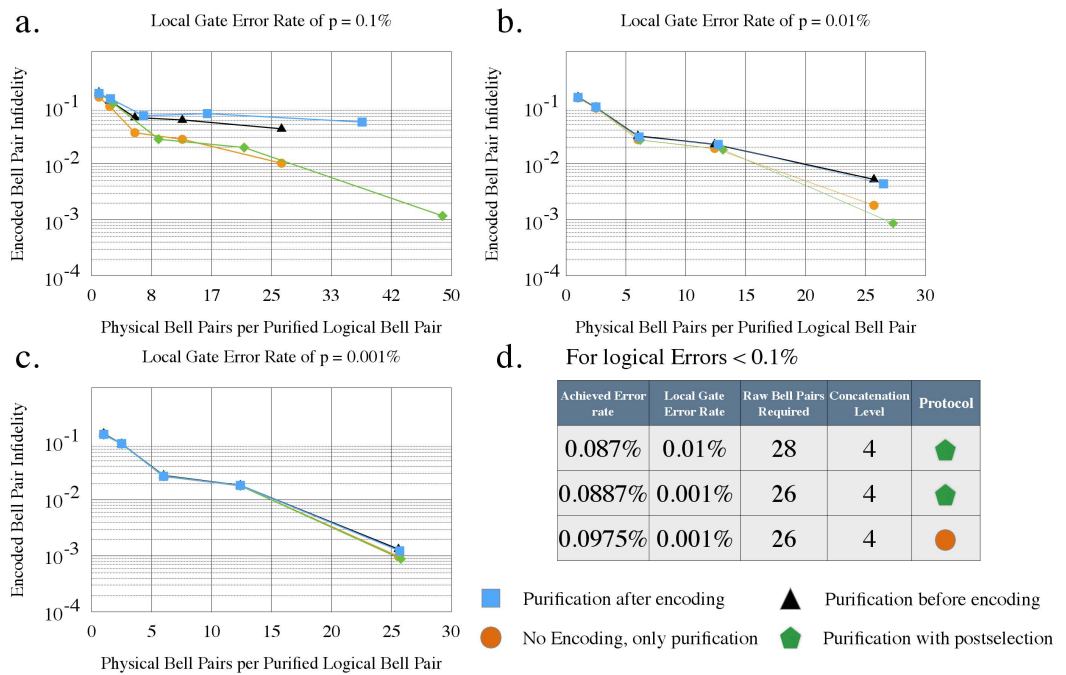 a.
Local Gate Error Rate of p = 0.1%
Encoded Bell Pair Infidelity
10-1
10-2
10-3
10-4
0 8 17 25 33 42 50
Physical Bell Pairs per Purified Logical Bell Pair
b.
Local Gate Error Rate of p = 0.01%
Encoded Bell Pair Infidelity
10-1
10-2
10-3
10-4
0 5 10 15 20 25 30
Physical Bell Pairs per Purified Logical Bell Pair
c.
Local Gate Error Rate of p = 0.001%
Encoded Bell Pair Infidelity
10-1
10-2
10-3
10-4
0 5 12 15 20 25 30
Physical Bell Pairs per Purified Logical Bell Pair
d.
For logical Errors < 0.1%
Achieved Error rate Local Gate Error Rate Raw Bell Pairs Required Concatenation Level Protocol
0.087% 0.01% 28 4
0.0887% 0.001% 26 4
0.0975% 0.001% 26 4
Purification after encoding
Purification before encoding
No Encoding, only purification
Purification with postselection